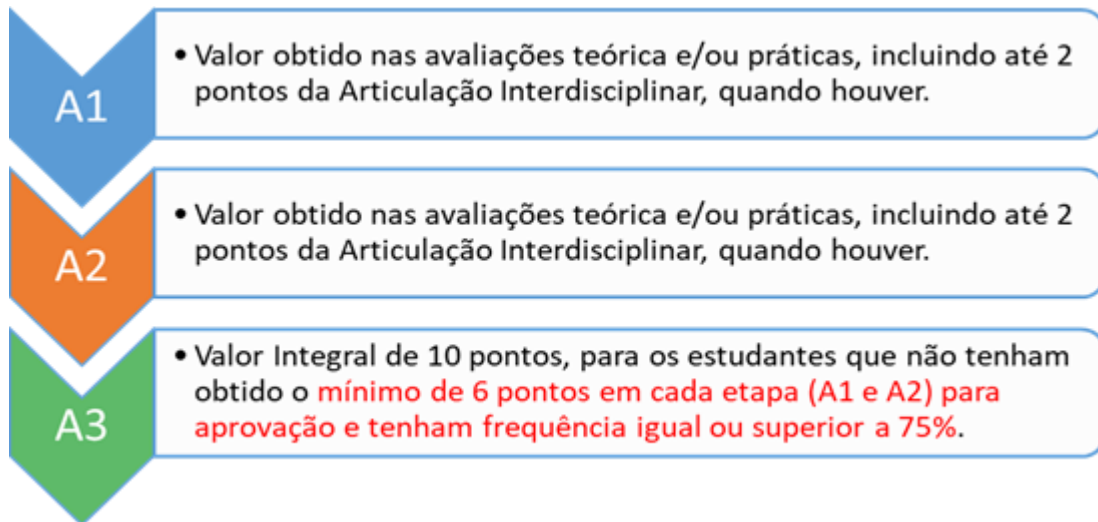 A1
• Valor obtido nas avaliações teórica e/ou práticas, incluindo até 2
pontos da Articulação Interdisciplinar, quando houver.
A2
• Valor obtido nas avaliações teórica e/ou práticas, incluindo até 2
pontos da Articulação Interdisciplinar, quando houver.
A3
• Valor Integral de 10 pontos, para os estudantes que não tenham
obtido o mínimo de 6 pontos em cada etapa (A1 e A2) para
aprovação e tenham frequência igual ou superior a 75%.